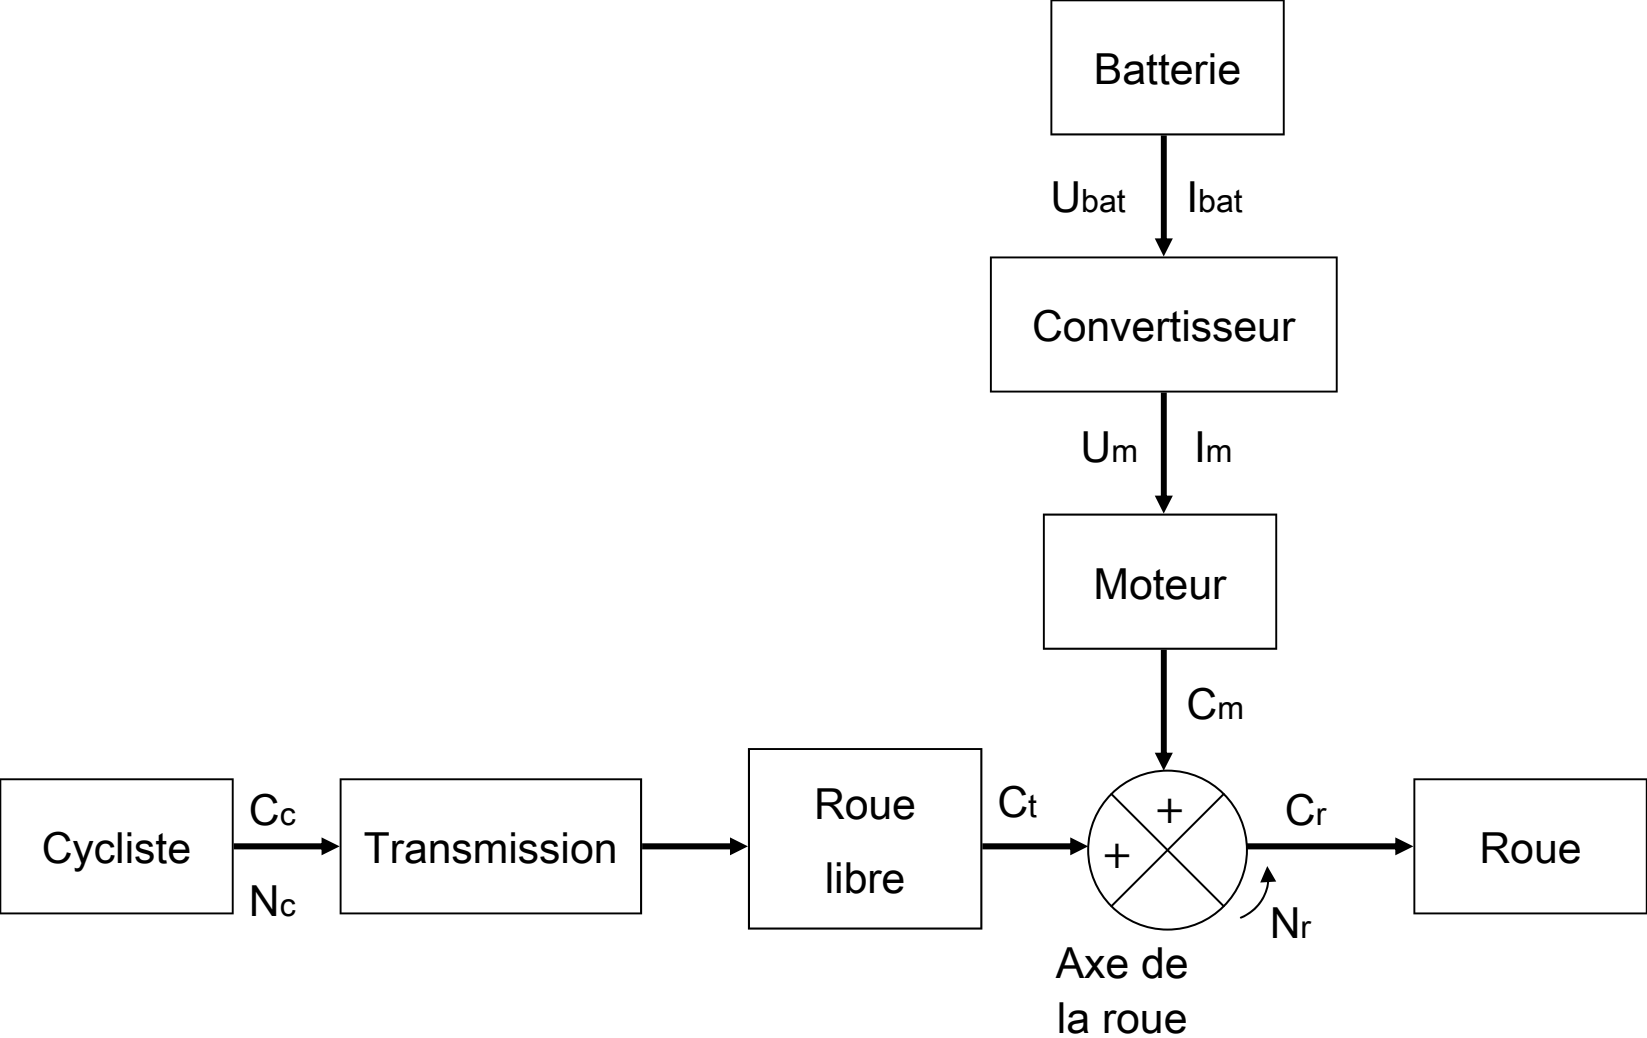 Batterie
Ubat Ibat
Convertisseur
Um Im
Moteur
Cm
Cycliste
Cc
Nc
Transmission
Roue
libre
Ct
+
+
Cr
Nr
Roue
Axe de
la roue